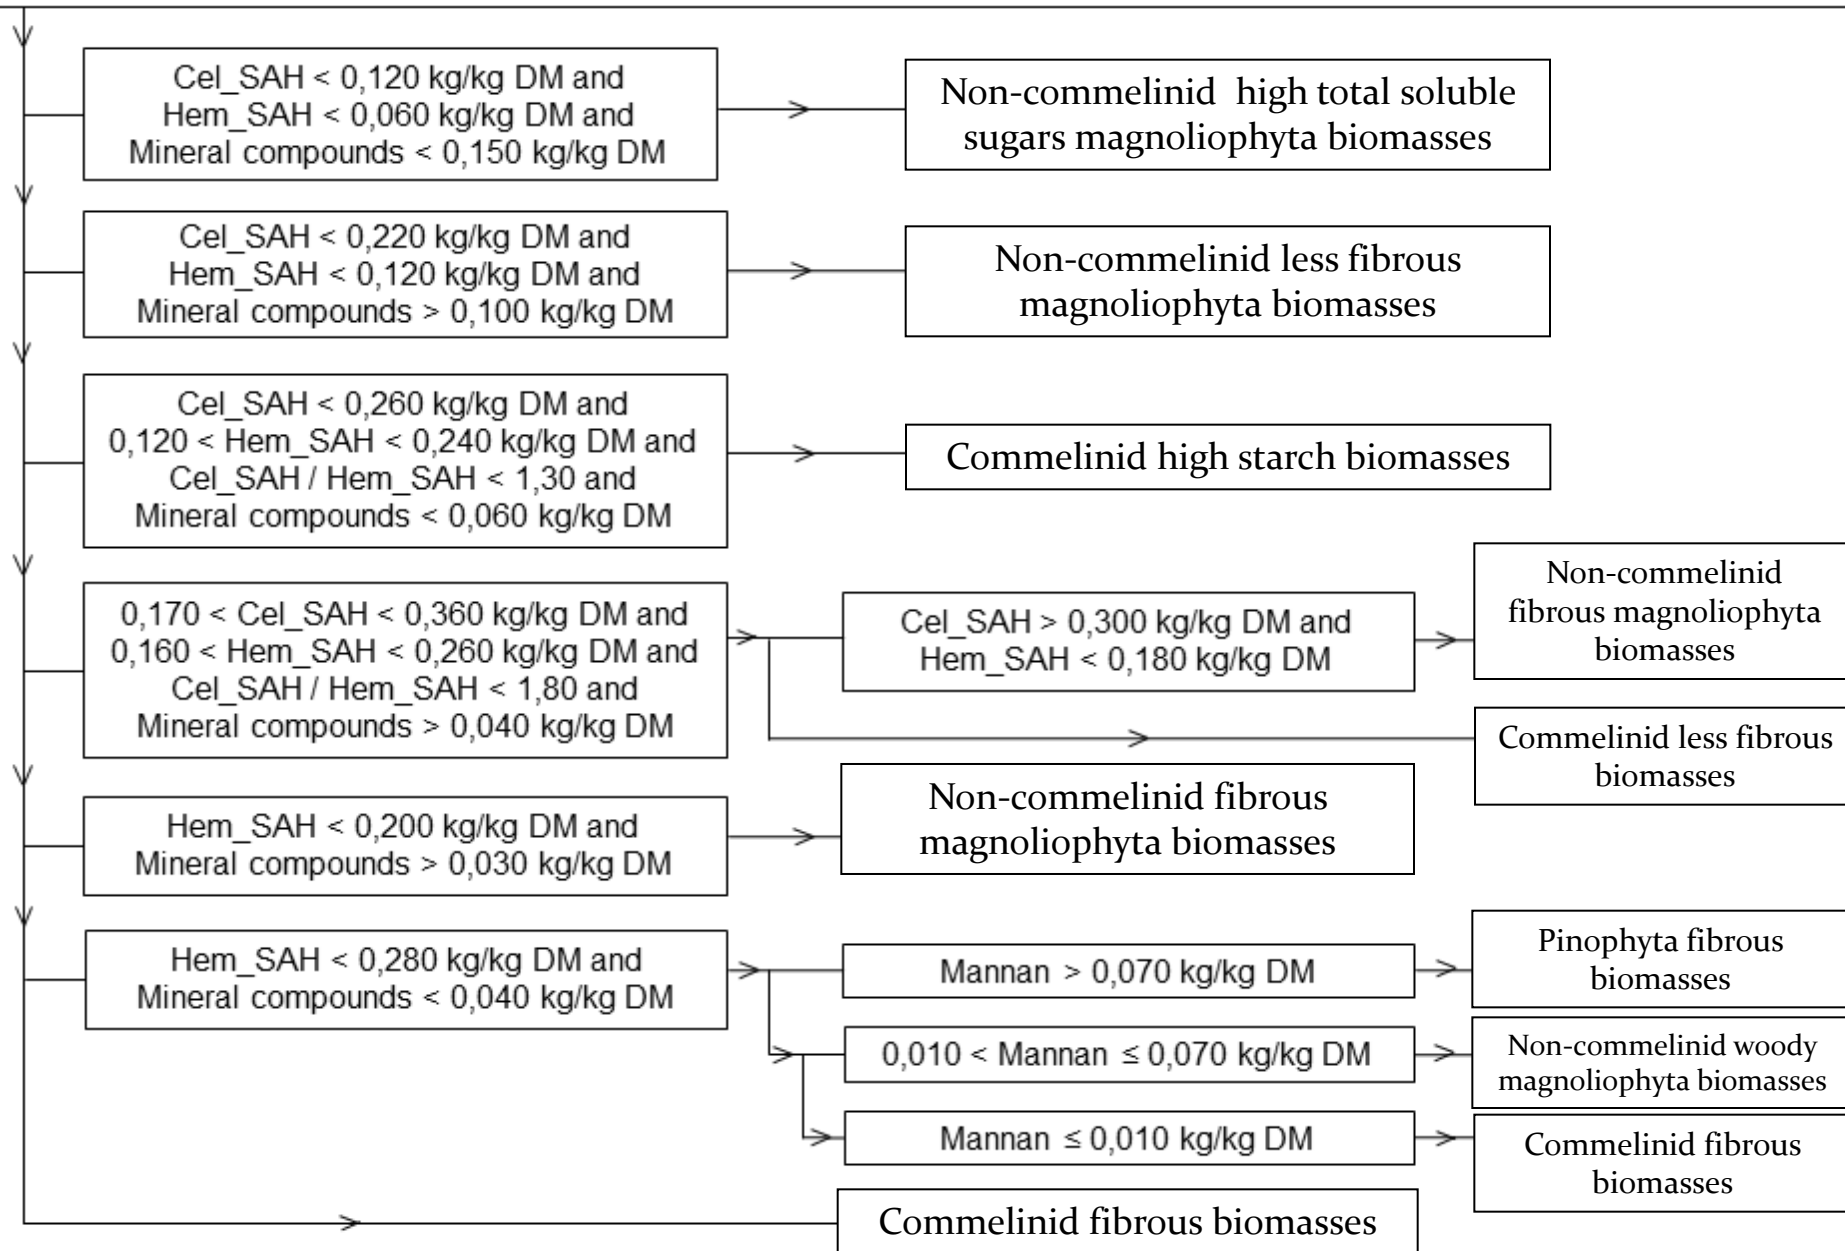 Cel_SAH < 0,120 kg/kg DM and
Hem_SAH < 0,060 kg/kg DM and
Mineral compounds < 0,150 kg/kg DM
Non-commelinid high total soluble
sugars magnoliophyta biomasses
Cel_SAH < 0,220 kg/kg DM and
Hem_SAH < 0,120 kg/kg DM and
Mineral compounds > 0,100 kg/kg DM
Non-commelinid less fibrous
magnoliophyta biomasses
Cel_SAH < 0,260 kg/kg DM and
0,120 < Hem_SAH < 0,240 kg/kg DM and
Cel_SAH / Hem_SAH < 1,30 and
Mineral compounds < 0,060 kg/kg DM
Commelinid high starch biomasses
0,170 < Cel_SAH < 0,360 kg/kg DM and
0,160 < Hem_SAH < 0,260 kg/kg DM and
Cel_SAH / Hem_SAH < 1,80 and
Mineral compounds > 0,040 kg/kg DM
Cel_SAH > 0,300 kg/kg DM and
Hem_SAH < 0,180 kg/kg DM
Non-commelinid
fibrous magnoliophyta
biomasses
Commelinid less fibrous
biomasses
Hem_SAH < 0,200 kg/kg DM and
Mineral compounds > 0,030 kg/kg DM
Non-commelinid fibrous
magnoliophyta biomasses
Hem_SAH < 0,280 kg/kg DM and
Mineral compounds < 0,040 kg/kg DM
Mannan > 0,070 kg/kg DM
Pinophyta fibrous
biomasses
0,010 < Mannan ≤ 0,070 kg/kg DM
Non-commelinid woody
magnoliophyta biomasses
Mannan ≤ 0,010 kg/kg DM
Commelinid fibrous
biomasses
Commelinid fibrous biomasses